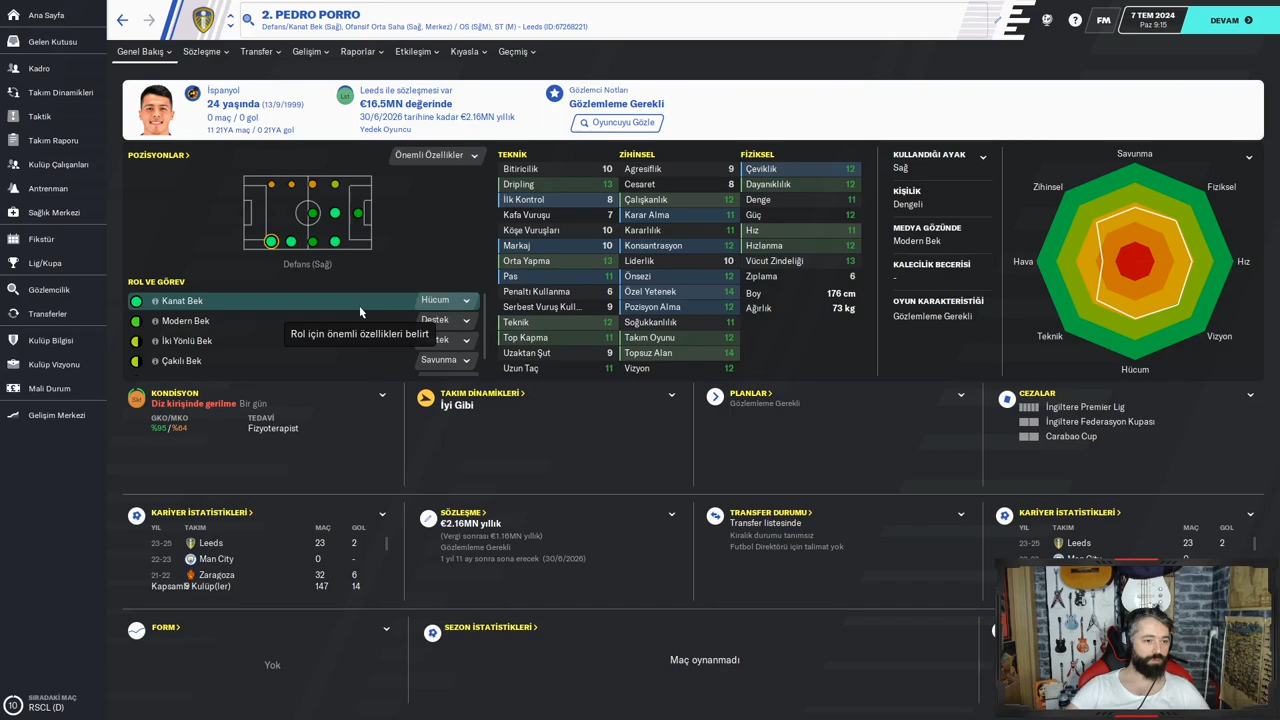 Ana Sayfa
Gelen Kutusu
Kadro
Takım Dinamikleri
Taktik
Takım Raporu
Kulüp Çalışanları
Antrenman
Sağlık Merkezi
Fikstür
Lig/Kupa
Gözlemcilik
Transferler
Kulüp Bilgisi
Kulüp Vizyonu
Mali Durum
Gelişim Merkezi
SIRADAKİ MAÇ
10 RSCL (D)
2. PEDRO PORRO
Defans/Kanat Bek (Sağ), Ofansif Orta Saha (Sağ, Merkez) / OS (SğM), ST (M) - Leeds (ID:67268221)
FM
7 TEM 2024
Paz 9:15
DEVAM
Genel Bakış Sözleşme Transfer Gelişim Raporlar Etkileşim Kıyasla Geçmiş
İspanyol
24 yaşında (13/9/1999)
0 maç / 0 gol
11 21YA maç / 0 21YA gol
Leeds ile sözleşmesi var
€16.5MN değerinde
30/6/2026 tarihine kadar €2.16MN yıllık
Yedek Oyuncu
Gözlemci Notları
Gözlemleme Gerekli
Oyuncuyu Gözle
POZİSYONLAR
Önemli Özellikler
Defans (Sağ)
ROL VE GÖREV
Kanat Bek Hücum
Modern Bek Destek
İki Yönlü Bek
Çakılı Bek Savunma
Rol için önemli özellikleri belirt
TEKNİK
Bitiricilik 10
Dripling 13
İlk Kontrol 8
Kafa Vuruşu 7
Köşe Vuruşları 10
Markaj 10
Orta Yapma 13
Pas 11
Penaltı Kullanma 6
Serbest Vuruş Kull... 9
Teknik 12
Top Kapma 11
Uzaktan Şut 9
Uzun Taç 11
ZİHİNSEL
Agresiflik 9
Cesaret 8
Çalışkanlık 12
Karar Alma 11
Kararlılık 11
Konsantrasyon 12
Liderlik 10
Önsezi 12
Özel Yetenek 14
Pozisyon Alma 12
Soğukkanlılık 11
Takım Oyunu 12
Topsuz Alan 14
Vizyon 12
FİZİKSEL
Çeviklik 12
Dayanıklılık 12
Denge 11
Güç 12
Hız 11
Hızlanma 12
Vücut Zindeliği 13
Zıplama 6
Boy 176 cm
Ağırlık 73 kg
KULLANDIĞI AYAK
Sağ
KİŞİLİK
Dengeli
MEDYA GÖZÜNDE
Modern Bek
KALECİLİK BECERİSİ
-
OYUN KARAKTERİSTİĞİ
Gözlemleme Gerekli
Savunma
Fiziksel
Hız
Vizyon
Hücum
Teknik
Hava
Zihinsel
KONDİSYON
Diz kirişinde gerilme Bir gün
GKO/MKO TEDAVİ
%95/%64 Fizyoterapist
TAKIM DİNAMİKLERİ
İyi Gibi
PLANLAR
Gözlemleme Gerekli
CEZALAR
İngiltere Premier Lig
İngiltere Federasyon Kupası
Carabao Cup
KARİYER İSTATİSTİKLERİ
YIL TAKIM MAÇ GOL
23-25 Leeds 23 2
22-23 Man City 0 -
21-22 Zaragoza 32 6
147 14
SÖZLEŞME
€2.16MN yıllık
(Vergi sonrası €1.16MN yıllık)
Gözlemleme Gerekli
1 yıl 11 ay sonra sona erecek (30/6/2026)
TRANSFER DURUMU
Transfer listesinde
Kiralık durumu tanımsız
Futbol Direktörü için talimat yok
KARİYER İSTATİSTİKLERİ
YIL TAKIM MAÇ GOL
23-25 Leeds 23 2
22-23 Man City 0 -
FORM
Yok
SEZON İSTATİSTİKLERİ
Maç oynanmadı